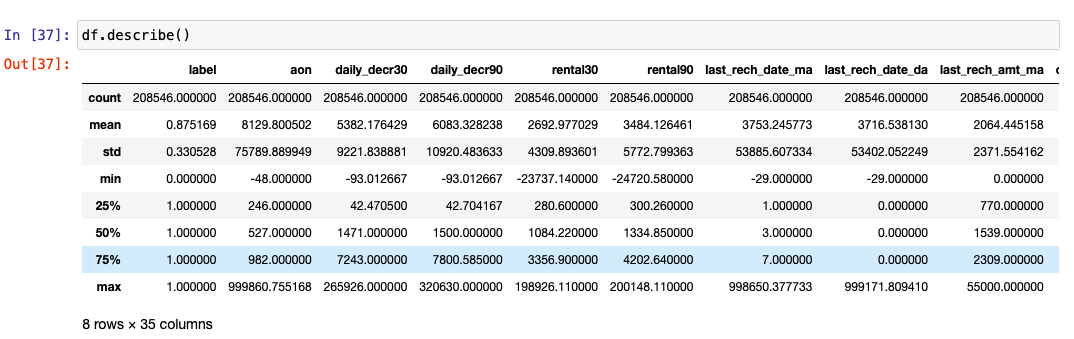 In [37]: df.describe()
Out[37]:
label aon daily_decr30 daily_decr90 rental30 rental90 last_rech_date_ma last_rech_date_da last_rech_amt_ma
count 208546.000000 208546.000000 208546.000000 208546.000000 208546.000000 208546.000000 208546.000000 208546.000000 208546.000000
mean 0.875169 8129.800502 5382.176429 6083.328238 2692.977029 3484.126461 3753.245773 3716.538130 2064.445158
std 0.330528 75789.889949 9221.838881 10920.483633 4309.893601 5772.799363 53885.607334 53402.052249 2371.554162
min 0.000000 -48.000000 -93.012667 -93.012667 -23737.140000 -24720.580000 -29.000000 -29.000000 0.000000
25% 1.000000 246.000000 42.470500 42.704167 280.600000 300.260000 1.000000 0.000000 770.000000
50% 1.000000 527.000000 1471.000000 1500.000000 1084.220000 1334.850000 3.000000 0.000000 1539.000000
75% 1.000000 982.000000 7243.000000 7800.585000 3356.900000 4202.640000 7.000000 0.000000 2309.000000
max 1.000000 999860.755168 265926.000000 320630.000000 198926.110000 200148.110000 998650.377733 999171.809410 55000.000000
8 rows × 35 columns